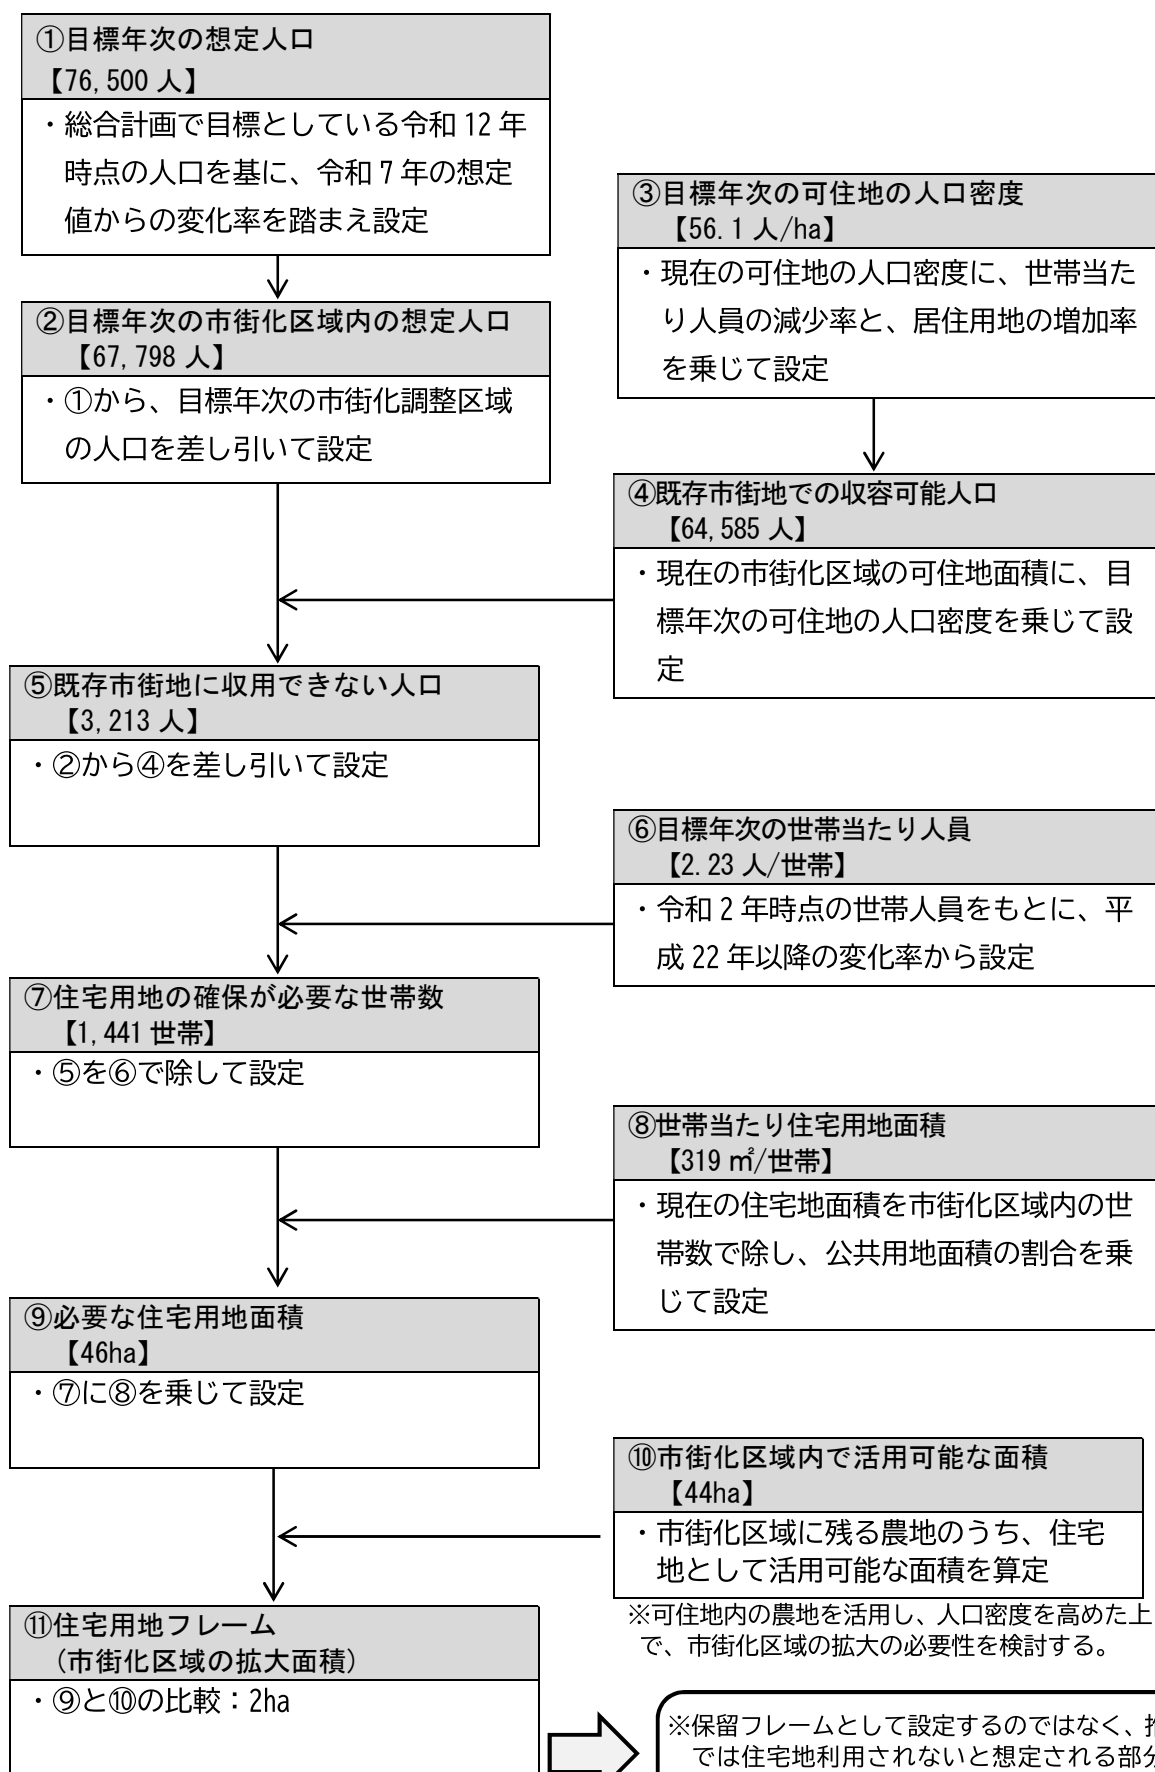 ①目標年次の想定人口
【76,500 人】
・総合計画で目標としている令和 12 年
時点の人口を基に、令和 7 年の想定
値からの変化率を踏まえ設定
②目標年次の市街化区域内の想定人口
【67,798 人】
・①から、目標年次の市街化調整区域
の人口を差し引いて設定
③目標年次の可住地の人口密度
【56.1 人/ha】
・現在の可住地の人口密度に、世帯当た
り人員の減少率と、居住用地の増加率
を乗じて設定
④既存市街地での収容可能人口
【64,585 人】
・現在の市街化区域の可住地面積に、目
標年次の可住地の人口密度を乗じて設
定
⑤既存市街地に収用できない人口
【3,213 人】
・②から④を差し引いて設定
⑥目標年次の世帯当たり人員
【2.23 人/世帯】
・令和 2 年時点の世帯人員をもとに、平
成 22 年以降の変化率から設定
⑦住宅用地の確保が必要な世帯数
【1,441 世帯】
・⑤を⑥で除して設定
⑧世帯当たり住宅用地面積
【319 ㎡/世帯】
・現在の住宅地面積を市街化区域内の世
帯数で除し、公共用地面積の割合を乗
じて設定
⑨必要な住宅用地面積
【46ha】
・⑦に⑧を乗じて設定
⑩市街化区域内で活用可能な面積
【44ha】
・市街化区域に残る農地のうち、住宅
地として活用可能な面積を算定
※可住地内の農地を活用し、人口密度を高めた上
で、市街化区域の拡大の必要性を検討する。
⑪住宅用地フレーム
(市街化区域の拡大面積)
・⑨と⑩の比較：2ha
※保留フレームとして設定するのではなく、
では住宅地利用されないと想定される部分